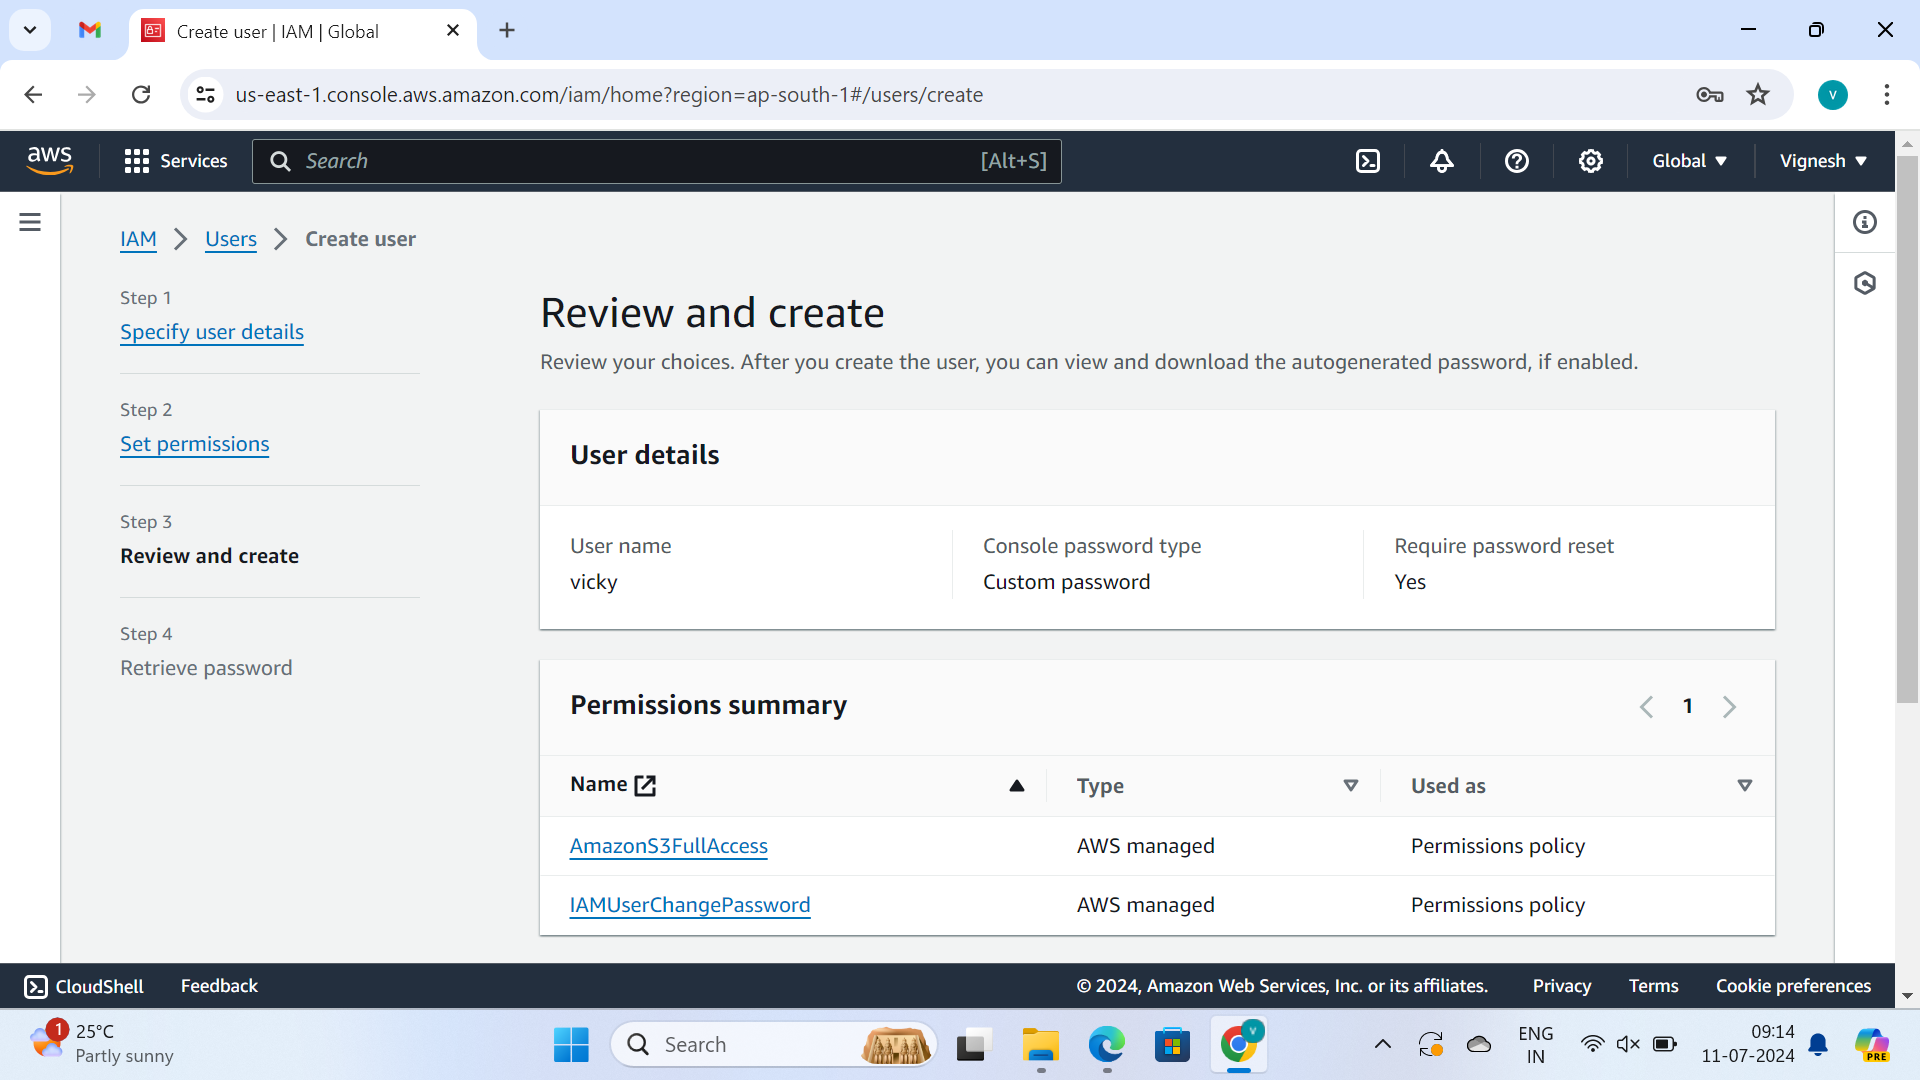 Create user | IAM | Global
us-east-1.console.aws.amazon.com/iam/home?region=ap-south-1#/users/create
V
aws
Services
Search
[Alt+S]
Global
Vignesh
IAM
Users
Create user
Step 1
Specify user details
Step 2
Set permissions
Step 3
Review and create
Step 4
Retrieve password
Review and create
Review your choices. After you create the user, you can view and download the autogenerated password, if enabled.
User details
User name
vicky
Console password type
Custom password
Require password reset
Yes
Permissions summary
1
Name
Type
Used as
AmazonS3FullAccess
AWS managed
Permissions policy
IAMUserChangePassword
AWS managed
Permissions policy
CloudShell
Feedback
© 2024, Amazon Web Services, Inc. or its affiliates.
Privacy
Terms
Cookie preferences
1
25°C
Partly sunny
Search
V
ENG
IN
09:14
11-07-2024
PRE